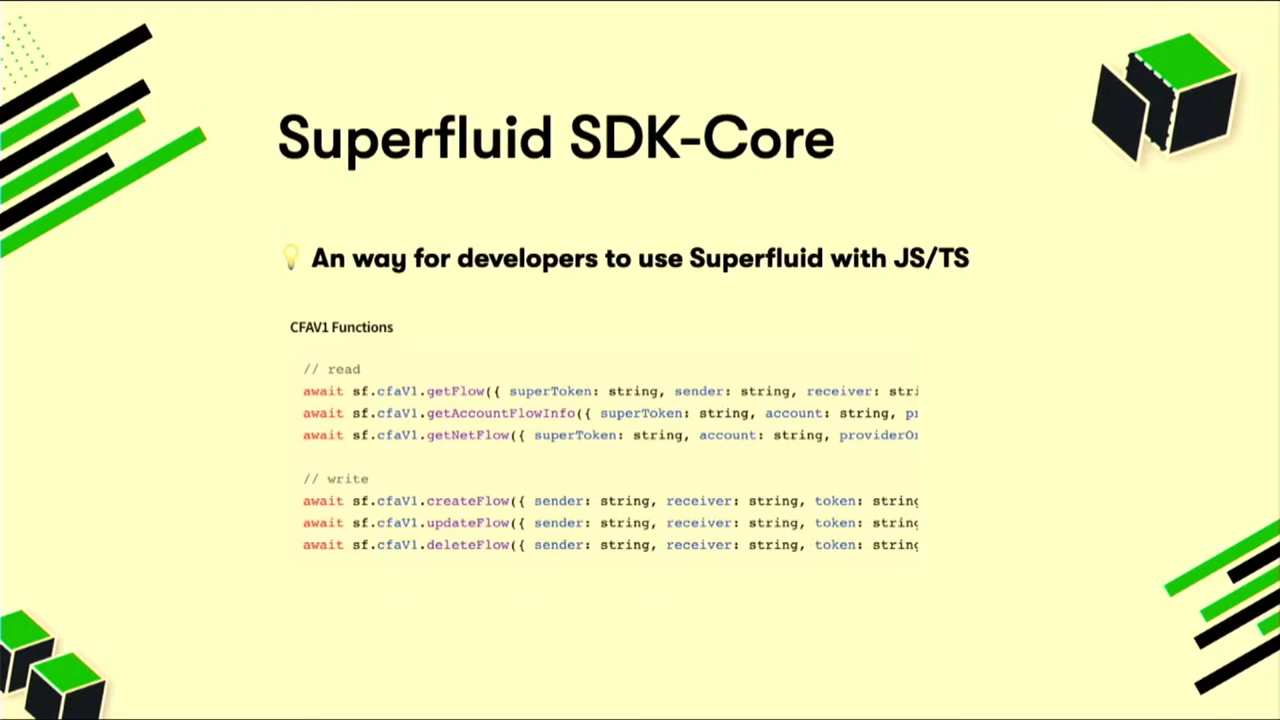 Superfluid SDK-Core
An way for developers to use Superfluid with JS/TS
CFAV1 Functions
// read
await sf.cfaV1.getFlow({ superToken: string, sender: string, receiver: stri
await sf.cfaV1.getAccountFlowInfo({ superToken: string, account: string, p
await sf.cfaV1.getNetFlow({ superToken: string, account: string, providerO
// write
await sf.cfaV1.createFlow({ sender: string, receiver: string, token: string
await sf.cfaV1.updateFlow({ sender: string, receiver: string, token: string
await sf.cfaV1.deleteFlow({ sender: string, receiver: string, token: string